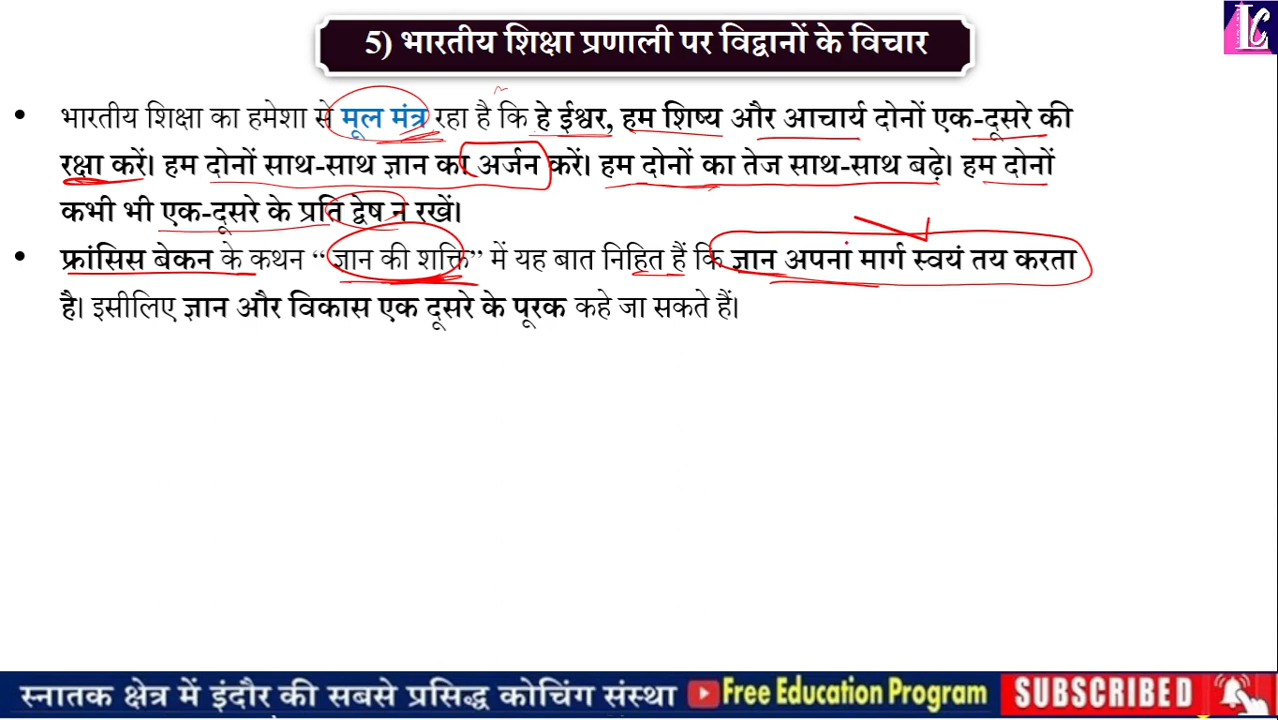 5) भारतीय शिक्षा प्रणाली पर विद्वानों के विचार
LC
• भारतीय शिक्षा का हमेशा से मूल मंत्र रहा है कि हे ईश्वर, हम शिष्य और आचार्य दोनों एक-दूसरे की
रक्षा करें। हम दोनों साथ-साथ ज्ञान का अर्जन करें। हम दोनों का तेज साथ-साथ बढ़े। हम दोनों
कभी भी एक-दूसरे के प्रति द्वेष न रखें।
• फ्रांसिस बेकन के कथन “ ज्ञान की शक्ति” में यह बात निहित हैं कि ज्ञान अपना मार्ग स्वयं तय करता
है। इसीलिए ज्ञान और विकास एक दूसरे के पूरक कहे जा सकते हैं।
स्नातक क्षेत्र में इंदौर की सबसे प्रसिद्ध कोचिंग संस्था Free Education Program SUBSCRIBED